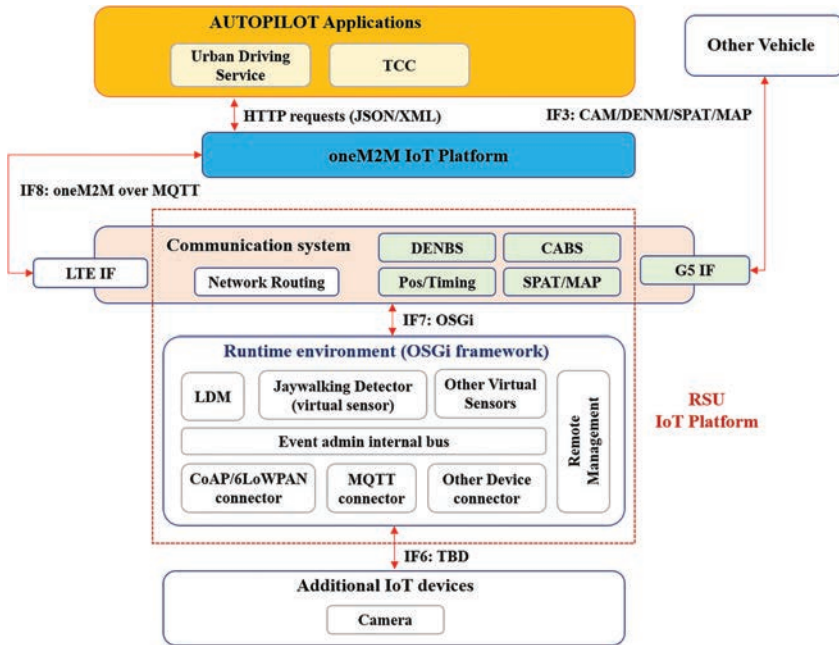 AUTOPILOT Applications
Urban Driving
Service
TCC
Other Vehicle
HTTP requests (JSON/XML)
IF3: CAM/DENM/SPAT/MAP
oneM2M IoT Platform
IF8: oneM2M over MQTT
Communication system
DENBS
CABS
LTE IF
Network Routing
Pos/Timing
SPAT/MAP
G5 IF
IF7: OSGi
Runtime environment (OSGi framework)
LDM
Jaywalking Detector
(virtual sensor)
Other Virtual
Sensors
Remote
Management
RSU
IoT Platform
Event admin internal bus
CoAP/6LoWPAN
connector
MQTT
connector
Other Device
connector
IF6: TBD
Additional IoT devices
Camera